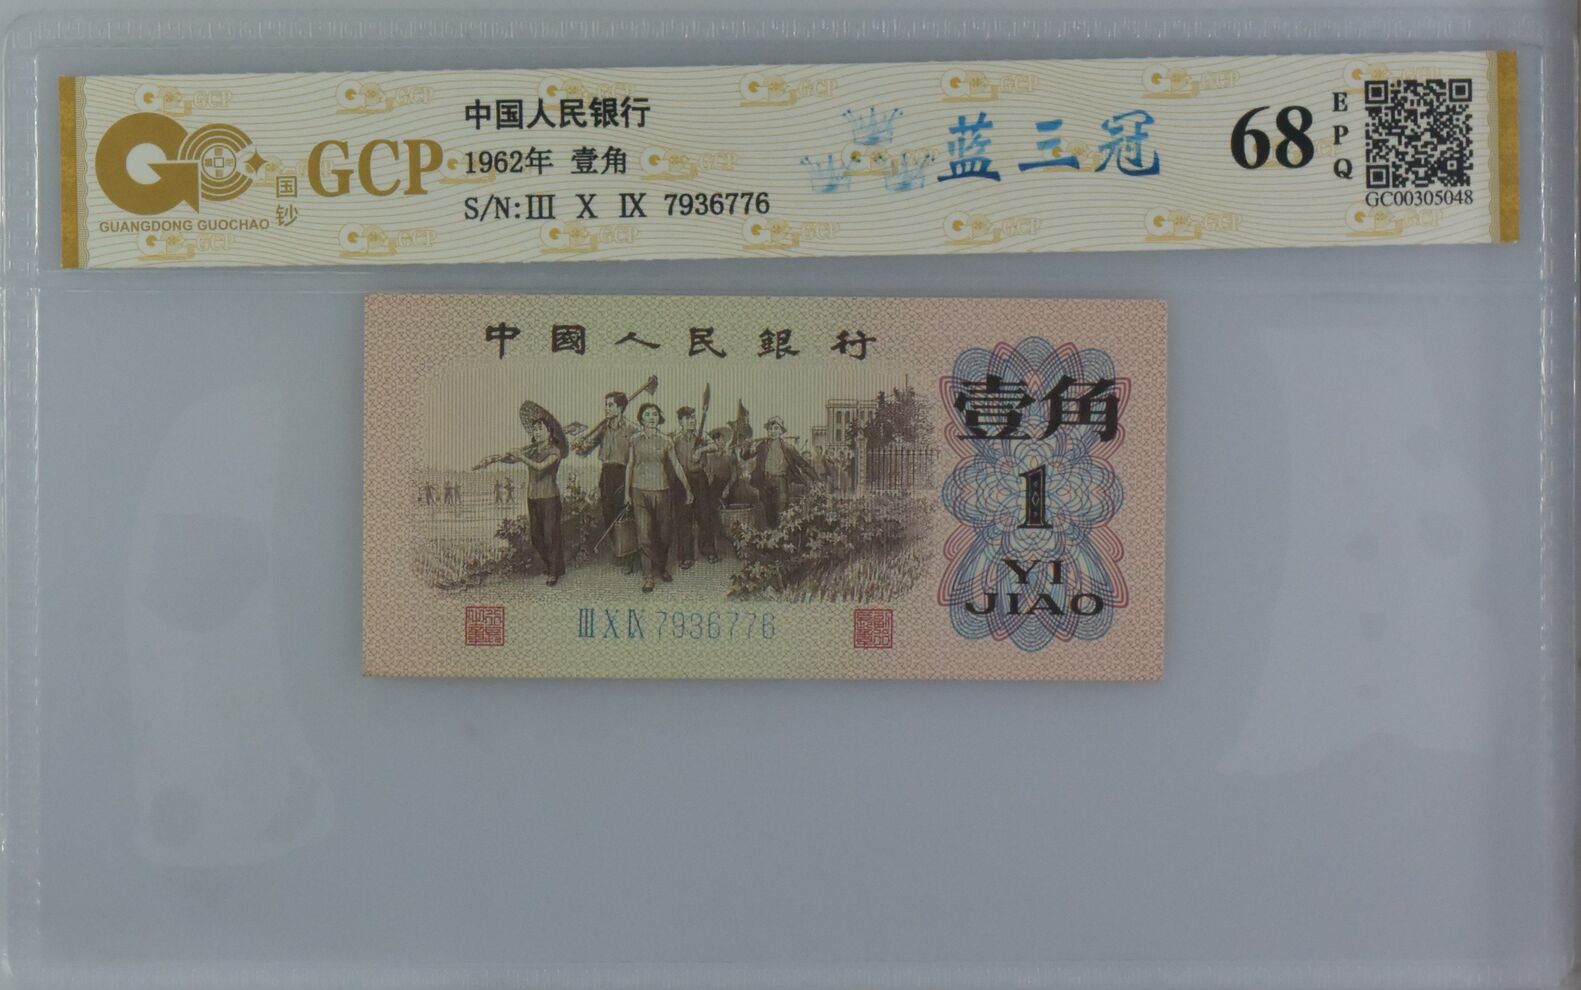 GCP
国钞
GUANGDONG GUOCHAO
中国人民银行
1962年 壹角
S/N:Ⅲ Ⅹ Ⅸ 7936776
蓝三冠
68
EPQ
GC00305048
中國人民銀行
壹角
1
YI
JIAO
ⅢⅩⅨ7936776